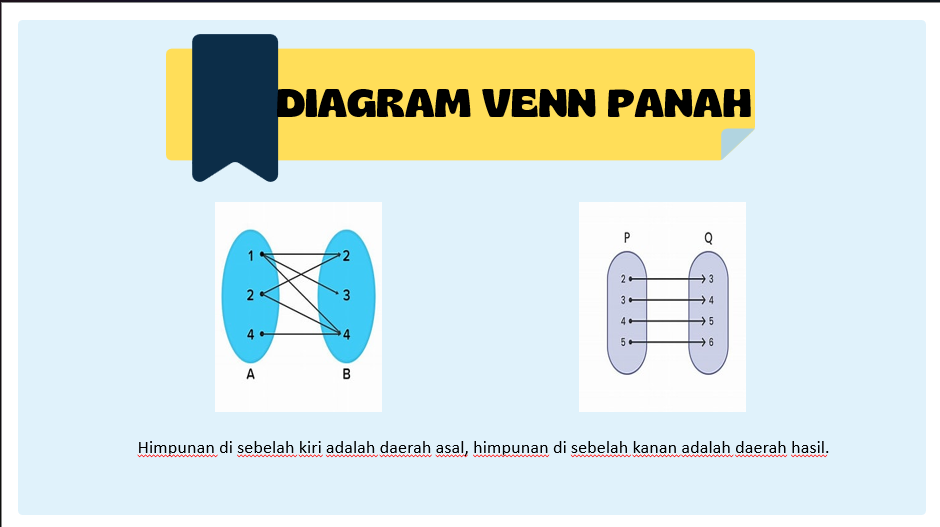 DIAGRAM VENN PANAH
1 2
2 3
4 4
A B
P Q
2 3
3 4
4 5
5 6
Himpunan di sebelah kiri adalah daerah asal, himpunan di sebelah kanan adalah daerah hasil.